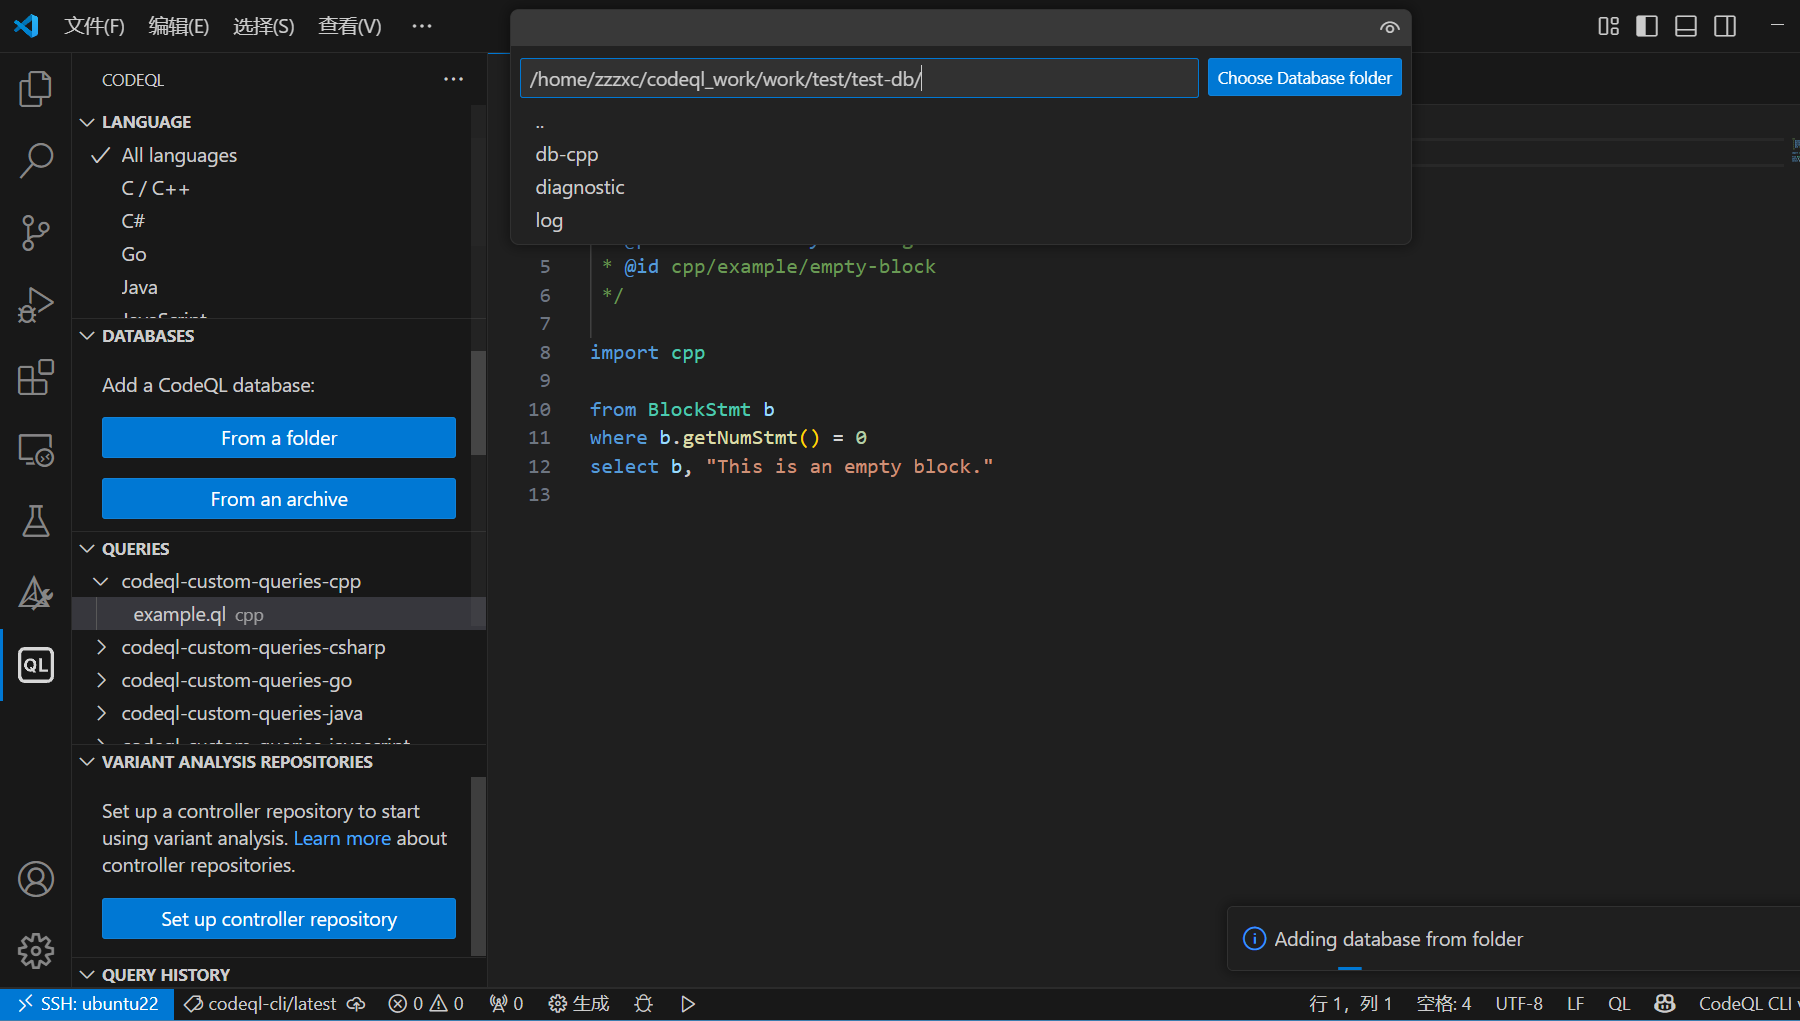 文件(F) 编辑(E) 选择(S) 查看(V) ···
/home/zzzxc/codeql_work/work/test/test-db/
Choose Database folder
..
db-cpp
diagnostic
log
CODEQL ···
LANGUAGE
All languages
C / C++
C#
Go
Java
JavaScript
DATABASES
Add a CodeQL database:
From a folder
From an archive
QUERIES
codeql-custom-queries-cpp
example.ql cpp
codeql-custom-queries-csharp
codeql-custom-queries-go
codeql-custom-queries-java
codeql-custom-queries-javascript
VARIANT ANALYSIS REPOSITORIES
Set up a controller repository to start
using variant analysis. Learn more about
controller repositories.
Set up controller repository
QUERY HISTORY
QL
5 * @id cpp/example/empty-block
6 */
7
8 import cpp
9
10 from BlockStmt b
11 where b.getNumStmt() = 0
12 select b, "This is an empty block."
13
Adding database from folder
SSH: ubuntu22 codeql-cli/latest 0 0 0 生成 行 1，列 1 空格: 4 UTF-8 LF QL CodeQL CLI